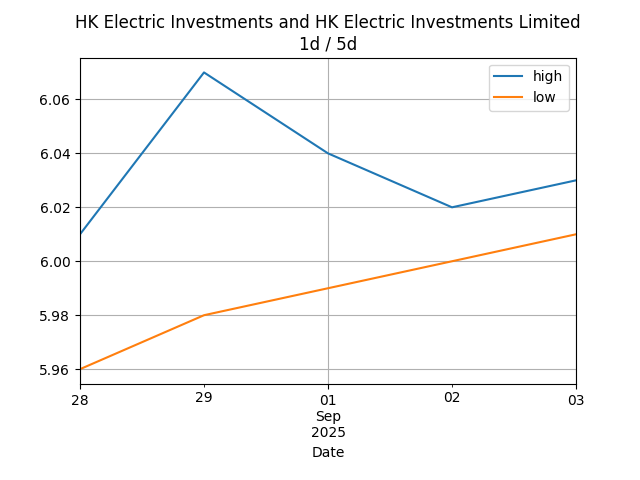 HK Electric Investments and HK Electric Investments Limited
1d / 5d
high
low
6.06
6.04
6.02
6.00
5.98
5.96
28
29
01
02
03
Sep
2025
Date